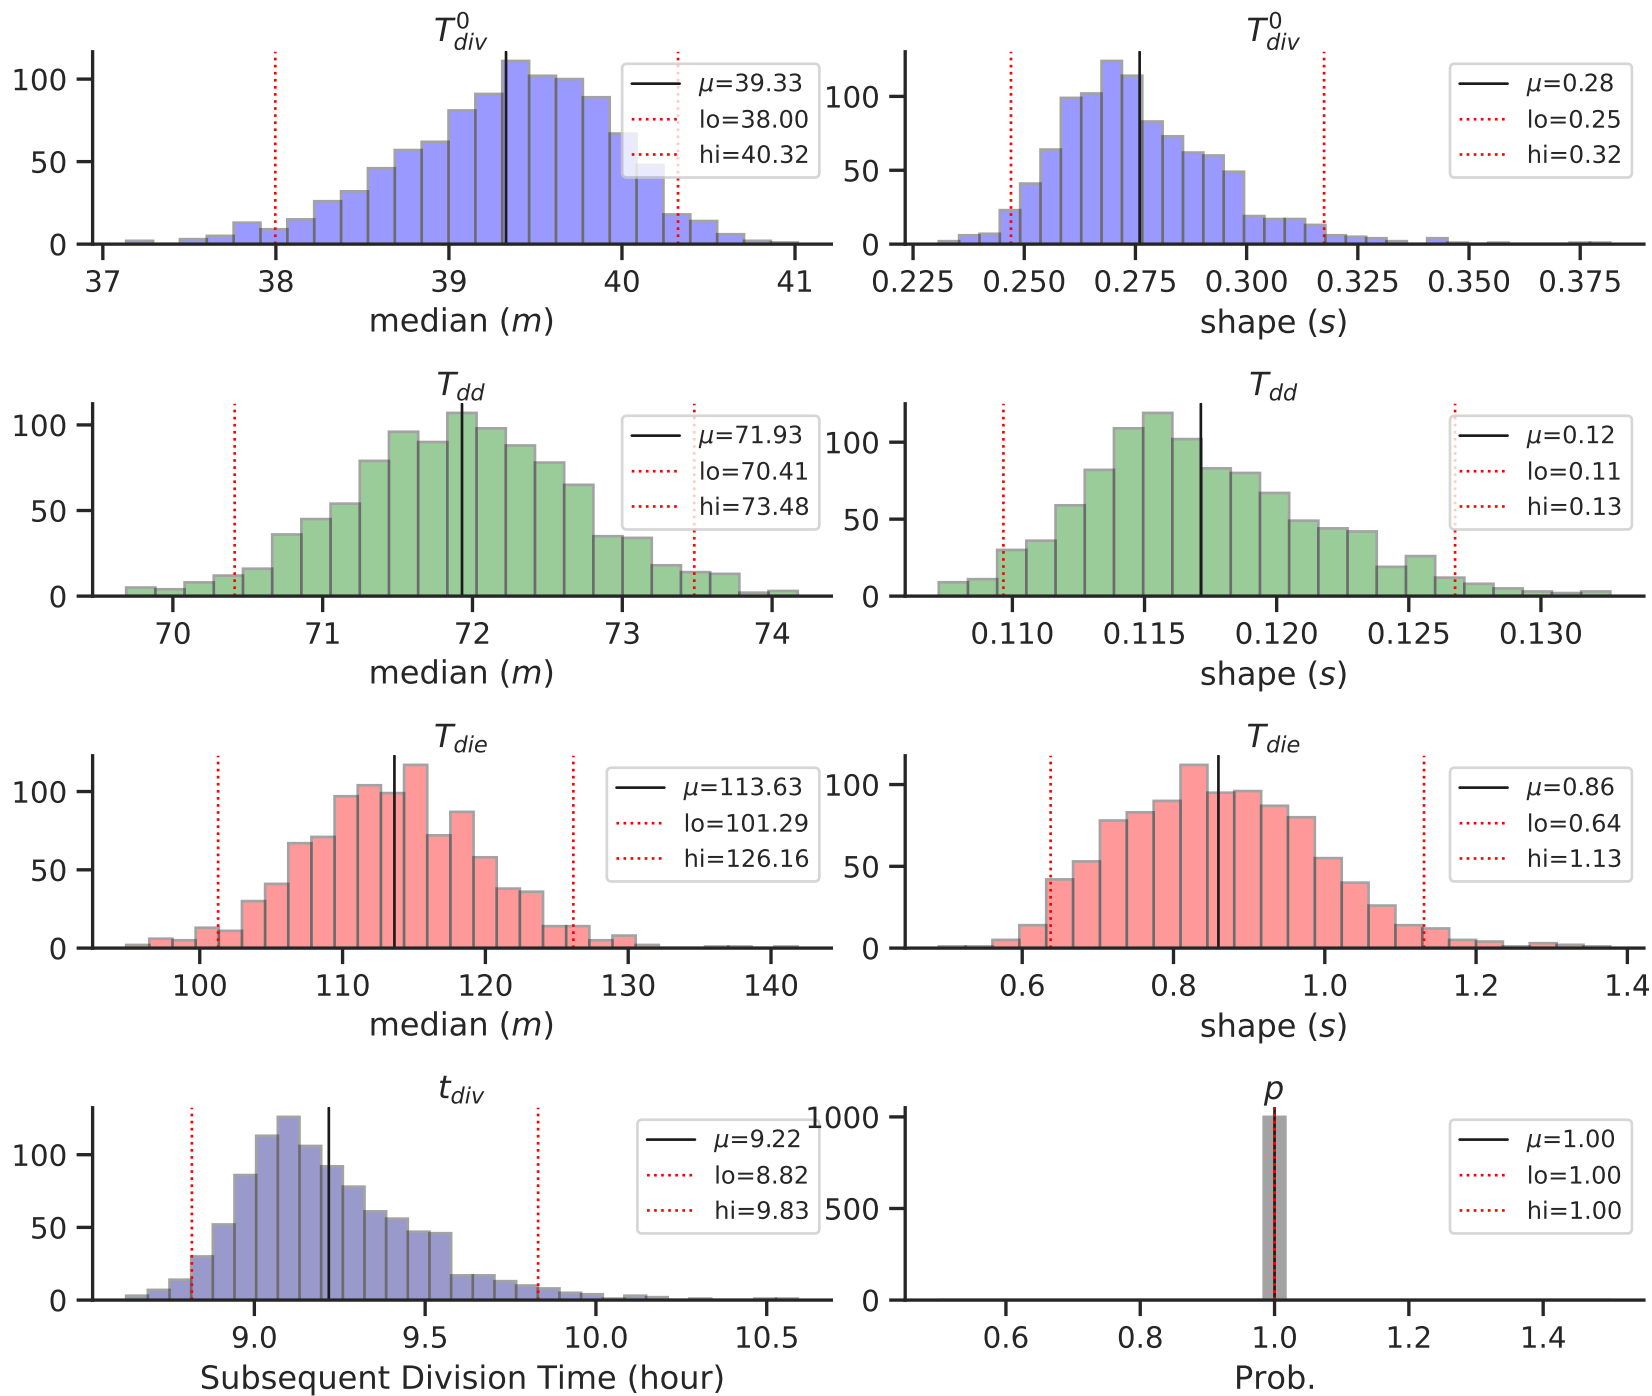 T⁰div
100
50
0
μ=39.33
lo=38.00
hi=40.32
37 38 39 40 41
median (m)
T⁰div
100
50
0
μ=0.28
lo=0.25
hi=0.32
0.225 0.250 0.275 0.300 0.325 0.350 0.375
shape (s)
Tdd
100
50
0
μ=71.93
lo=70.41
hi=73.48
70 71 72 73 74
median (m)
Tdd
100
50
0
μ=0.12
lo=0.11
hi=0.13
0.110 0.115 0.120 0.125 0.130
shape (s)
Tdie
100
50
0
μ=113.63
lo=101.29
hi=126.16
100 110 120 130 140
median (m)
Tdie
100
50
0
μ=0.86
lo=0.64
hi=1.13
0.6 0.8 1.0 1.2 1.4
shape (s)
tdiv
100
50
0
μ=9.22
lo=8.82
hi=9.83
9.0 9.5 10.0 10.5
Subsequent Division Time (hour)
p
1000
500
0
μ=1.00
lo=1.00
hi=1.00
0.6 0.8 1.0 1.2 1.4
Prob.